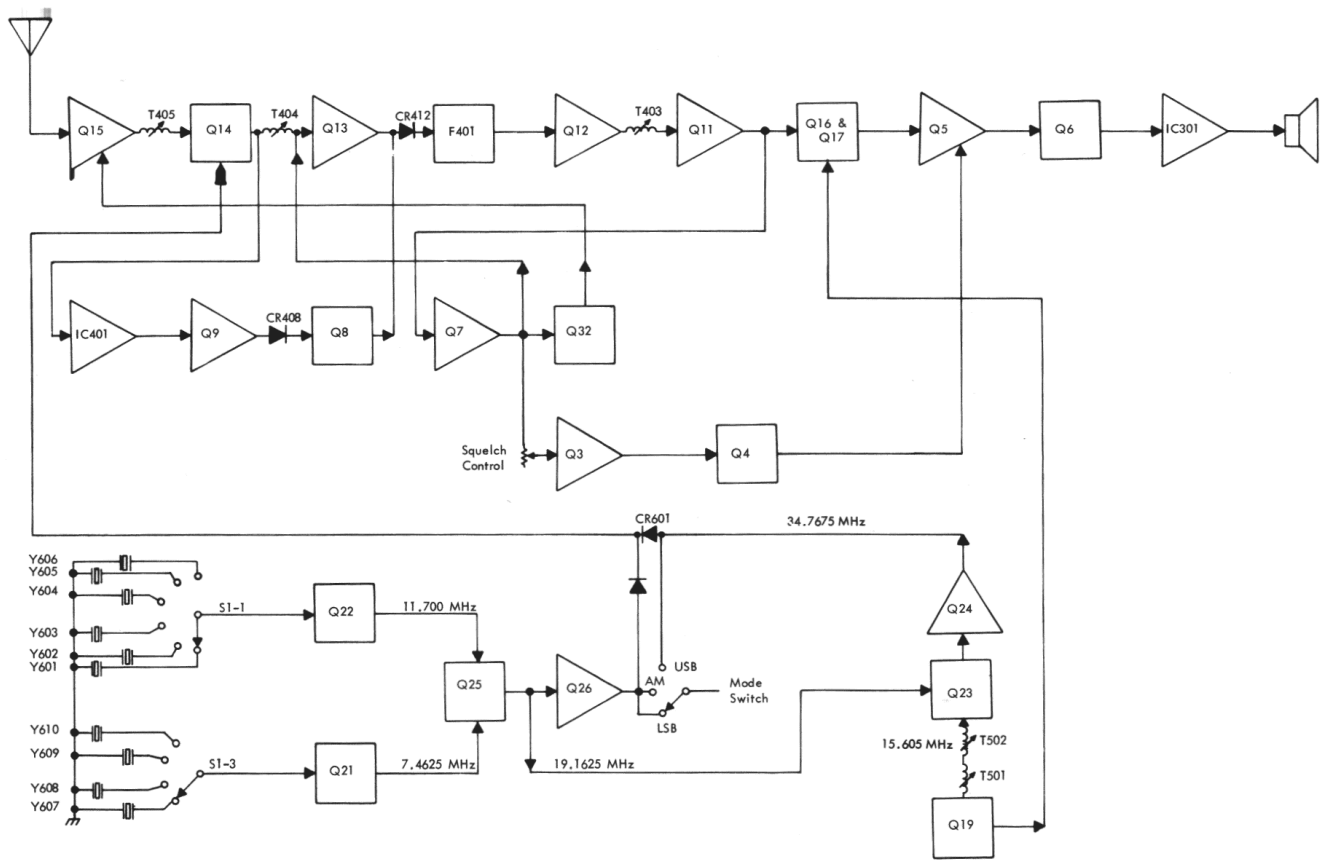 Q15
T405
Q14
T404
Q13
CR412
F401
Q12
T403
Q11
Q16 &
Q17
Q5
Q6
IC301
IC401
Q9
CR408
Q8
Q7
Q32
Squelch
Control
Q3
Q4
CR601
34.7675 MHz
Y606
Y605
Y604
Y603
Y602
Y601
S1-1
Q22
11.700 MHz
Q24
Q25
Q26
USB
AM
LSB
Mode
Switch
Q23
Y610
Y609
Y608
Y607
S1-3
Q21
7.4625 MHz
19.1625 MHz
15.605 MHz
T502
T501
Q19